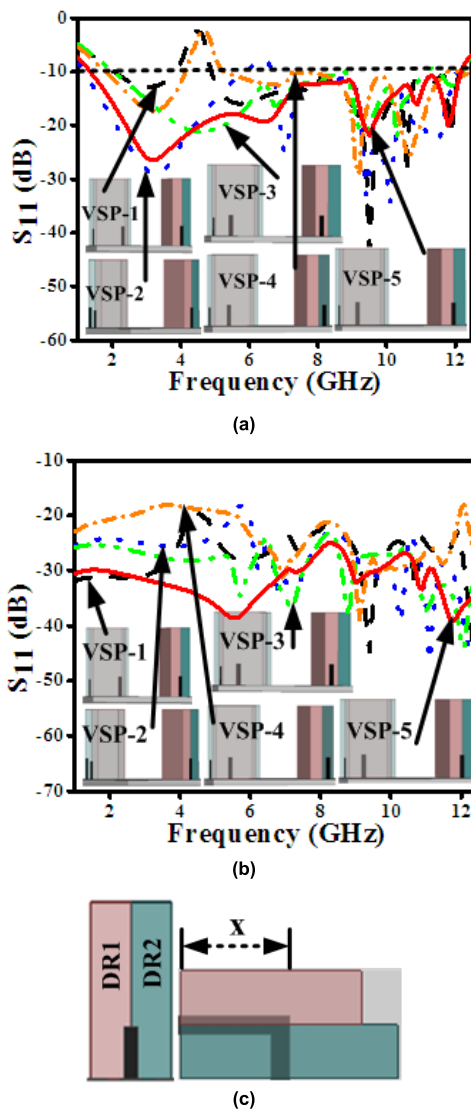 0
-10
-20
-30
-40
-50
-60
S11 (dB)
VSP-1
VSP-2
VSP-3
VSP-4
VSP-5
2 4 6 8 10 12
Frequency (GHz)
(a)
-10
-20
-30
-40
-50
-60
-70
S11 (dB)
VSP-1
VSP-2
VSP-3
VSP-4
VSP-5
2 4 6 8 10 12
Frequency (GHz)
(b)
DR1
DR2
X
(c)